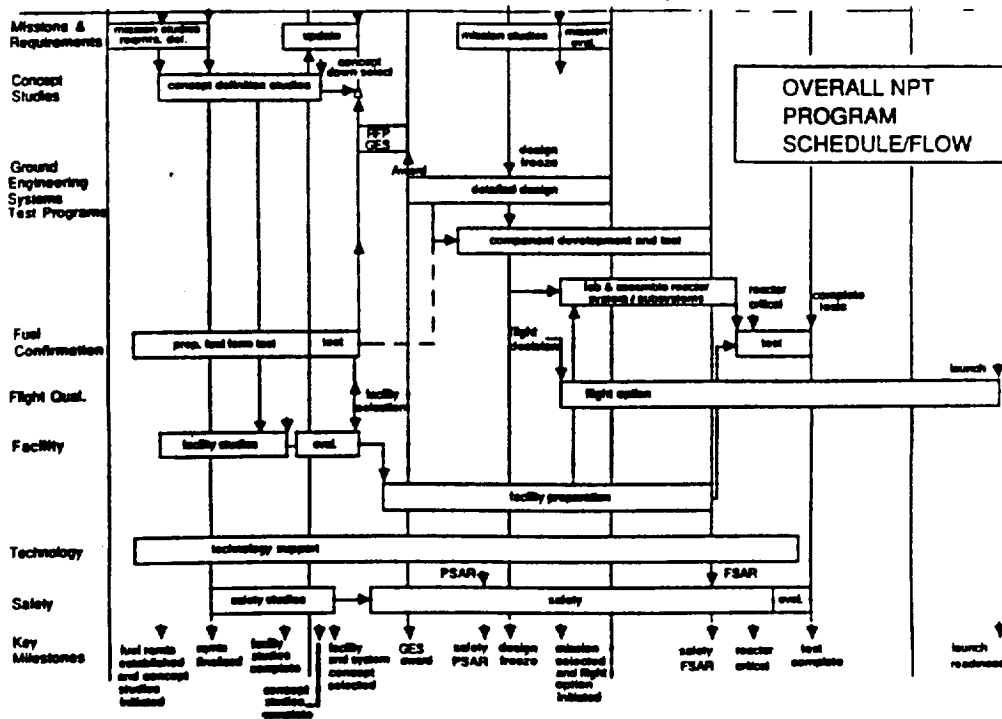 Missions &
Requirements
mission studies
reqmts. def.
update
mission studies
mission
eval.
concept
down select
Concept
Studies
concept definition studies
OVERALL NPT
PROGRAM
SCHEDULE/FLOW
RFP
GES
Award
design
freeze
Ground
Engineering
Systems
Test Programs
detailed design
component development and test
fab & assemble reactor
system / subsystems
reactor
critical
complete
tests
Fuel
Confirmation
prep. fuel form test
test
flight
decision
test
launch
Flight Qual.
facility
selection
flight option
Facility
facility studies
eval.
facility preparation
Technology
technology support
PSAR
FSAR
Safety
safety studies
safety
eval.
Key
Milestones
fuel reqmts
established
and concept
studies
initiated
reqmts
finalized
facility
studies
complete
concept
studies
complete
facility
and system
concept
selected
GES
award
safety
PSAR
design
freeze
mission
selected
and flight
option
initiated
safety
FSAR
reactor
critical
test
complete
launch
readiness